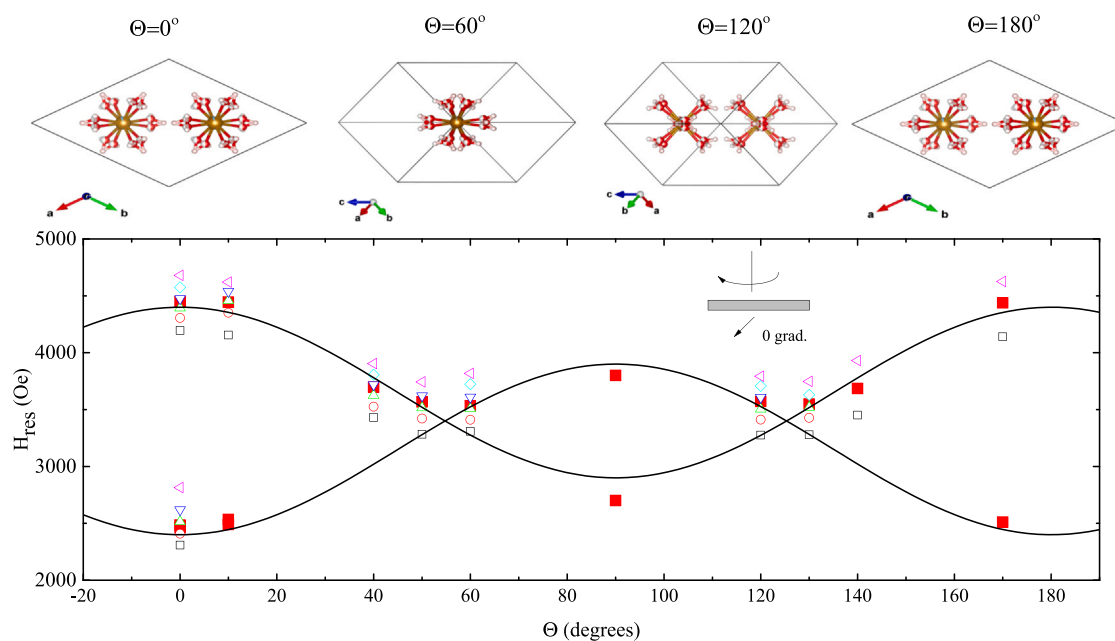 Θ=0° Θ=60° Θ=120° Θ=180°
a b
c a b
c b a
a b
5000
4000
3000
2000
H_res (Oe)
0 grad.
-20 0 20 40 60 80 100 120 140 160 180
Θ (degrees)